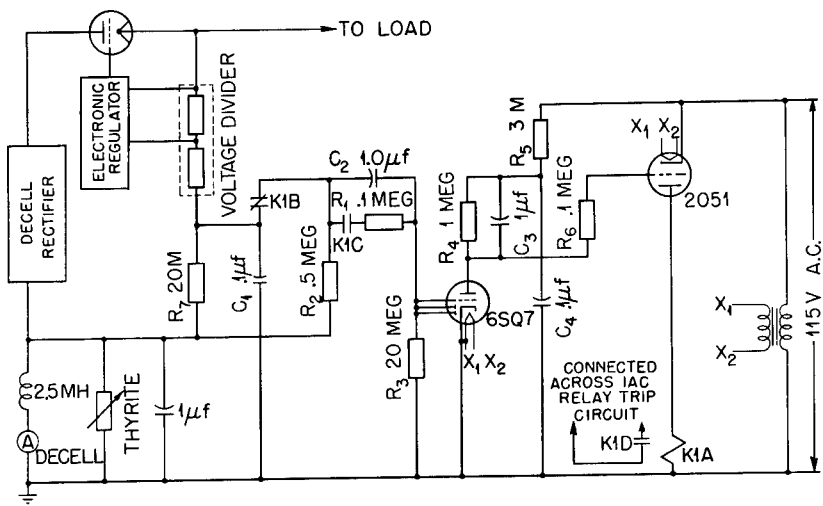 TO LOAD
ELECTRONIC
REGULATOR
VOLTAGE DIVIDER
DECELL
RECTIFIER
C2 1.0µf
K1B
R1 .1 MEG
K1C
R7 20M
C1 .1µf
R2 .5 MEG
R3 20 MEG
R4 1 MEG
C3 1µf
R5 3 M
R6 .1 MEG
X1 X2
2051
6SQ7
X1 X2
C4 1µf
X1
X2
115V A.C.
2.5MH
THYRITE
1µf
A
DECELL
CONNECTED
ACROSS IAC
RELAY TRIP
CIRCUIT
K1D
K1A